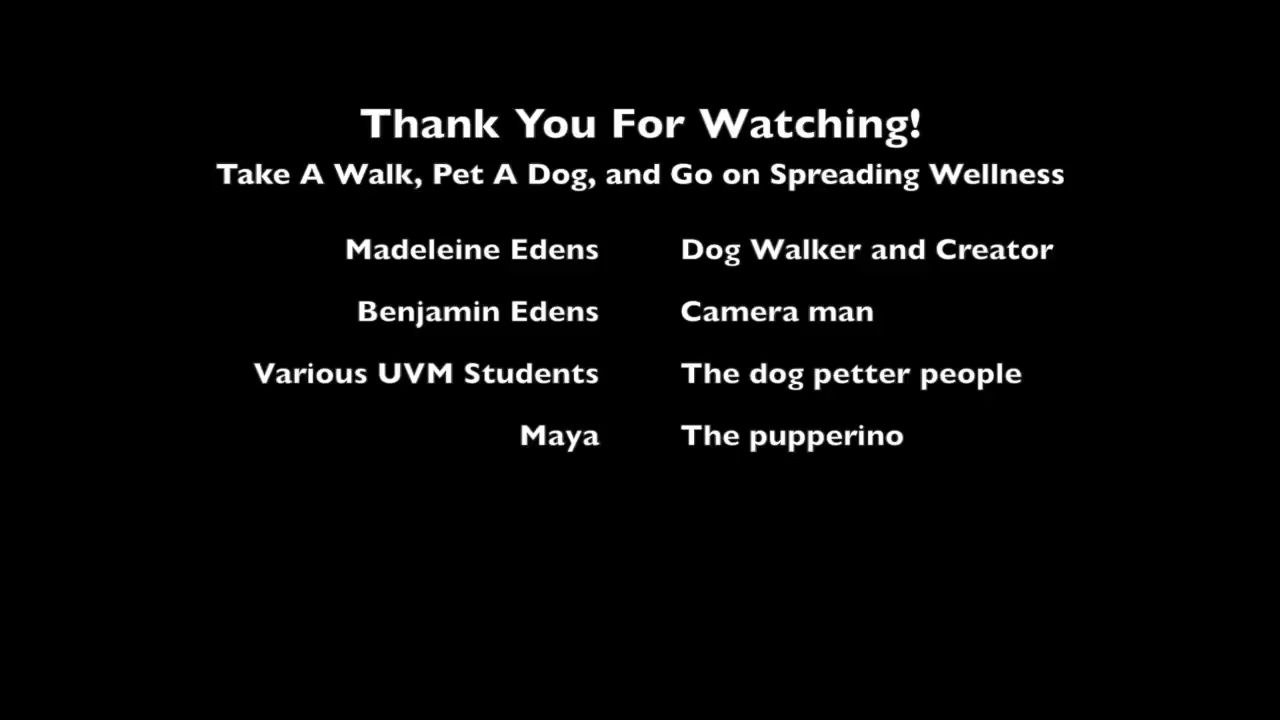 Thank You For Watching!
Take A Walk, Pet A Dog, and Go on Spreading Wellness
Madeleine Edens Dog Walker and Creator
Benjamin Edens Camera man
Various UVM Students The dog petter people
Maya The pupperino